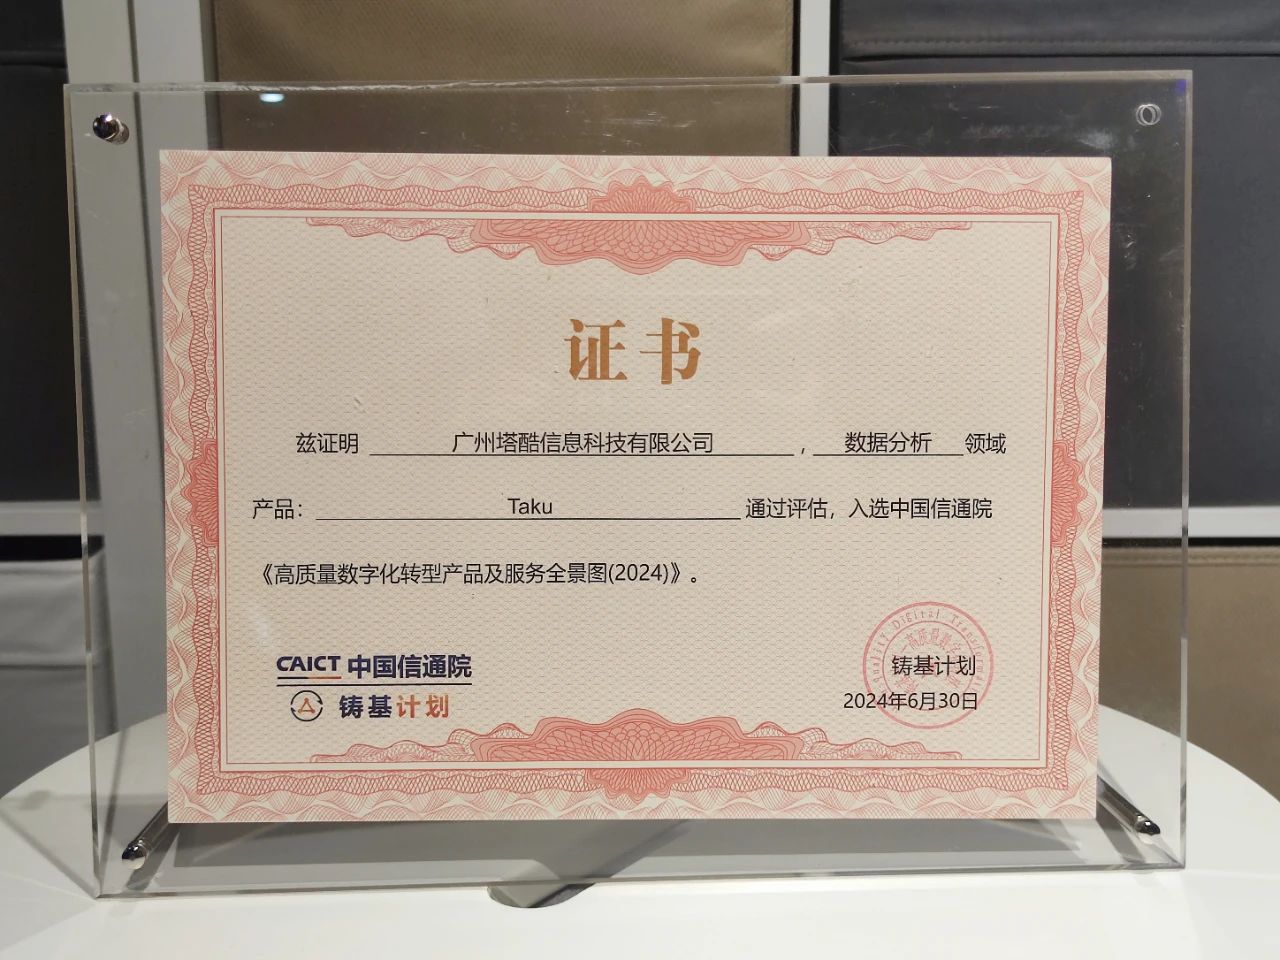 证书
兹证明 广州塔酷信息科技有限公司 , 数据分析 领域
产品: Taku 通过评估, 入选中国信通院
《高质量数字化转型产品及服务全景图(2024)》。
CAICT 中国信通院
铸基计划
铸基计划
2024年6月30日